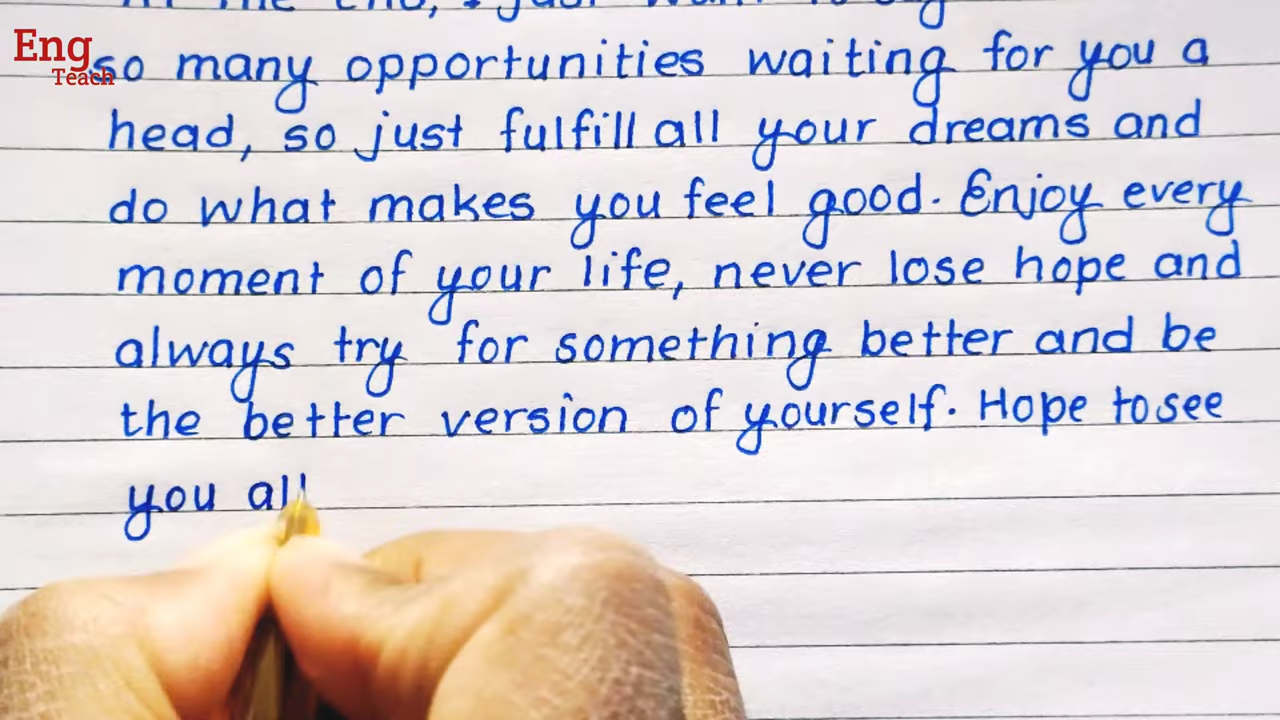 Eng
Teach
so many opportunities waiting for you a
head, so just fulfill all your dreams and
do what makes you feel good. Enjoy every
moment of your life, never lose hope and
always try for something better and be
the better version of yourself. Hope to see
you all